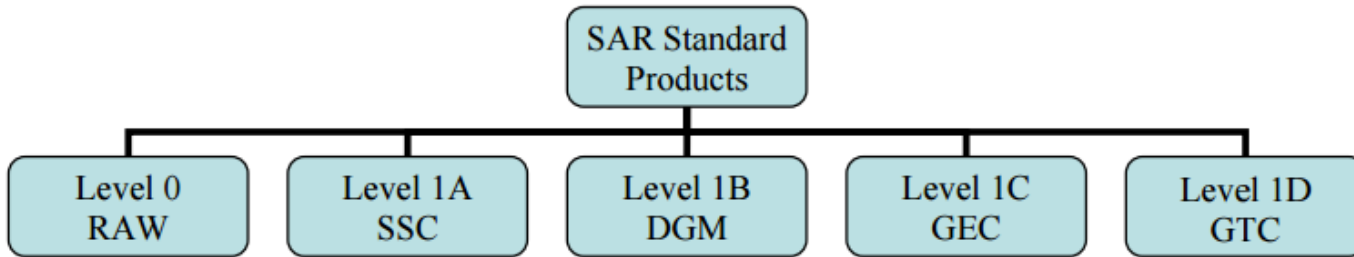 SAR Standard
Products
Level 0
RAW
Level 1A
SSC
Level 1B
DGM
Level 1C
GEC
Level 1D
GTC